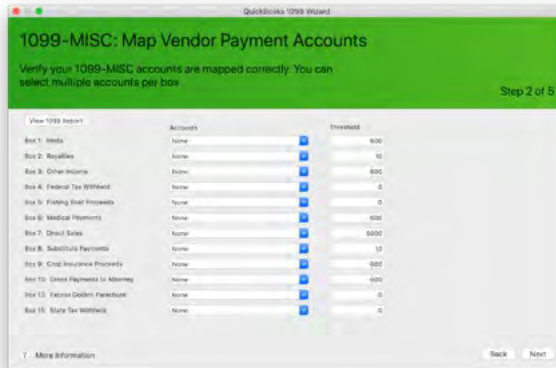 QuickBooks 1099 Wizard
1099-MISC: Map Vendor Payment Accounts
Verify your 1099-MISC accounts are mapped correctly. You can
select multiple accounts per box
Step 2 of 5
View 1099 Report
Accounts Threshold
Box 1: Rents None 600
Box 2: Royalties None 10
Box 3: Other Income None 600
Box 4: Federal Tax Withheld None 0
Box 5: Fishing Boat Proceeds None 0
Box 6: Medical Payments None 600
Box 7: Direct Sales None 5000
Box 8: Substitute Payments None 10
Box 9: Crop Insurance Proceeds None 600
Box 10: Gross Payments to Attorney None 600
Box 13: Excess Golden Parachute None 0
Box 15: State Tax Withheld None 0
? More Information Back Next